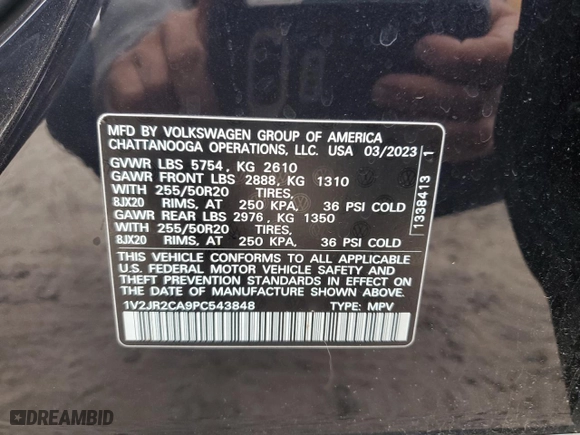 MFD BY VOLKSWAGEN GROUP OF AMERICA
CHATTANOOGA OPERATIONS, LLC. USA 03/2023
GVWR LBS 5754, KG 2610
GAWR FRONT LBS 2888, KG 1310
WITH 255/50R20 TIRES,
8JX20 RIMS, AT 250 KPA, 36 PSI COLD
GAWR REAR LBS 2976, KG 1350
WITH 255/50R20 TIRES,
8JX20 RIMS, AT 250 KPA, 36 PSI COLD
THIS VEHICLE CONFORMS TO ALL APPLICABLE
U.S. FEDERAL MOTOR VEHICLE SAFETY AND
THEFT PREVENTION STANDARDS IN EFFECT ON
THE DATE OF MANUFACTURE SHOWN ABOVE.
1V2JR2CA9PC543848 TYPE: MPV
1338413 1
DREAMBID